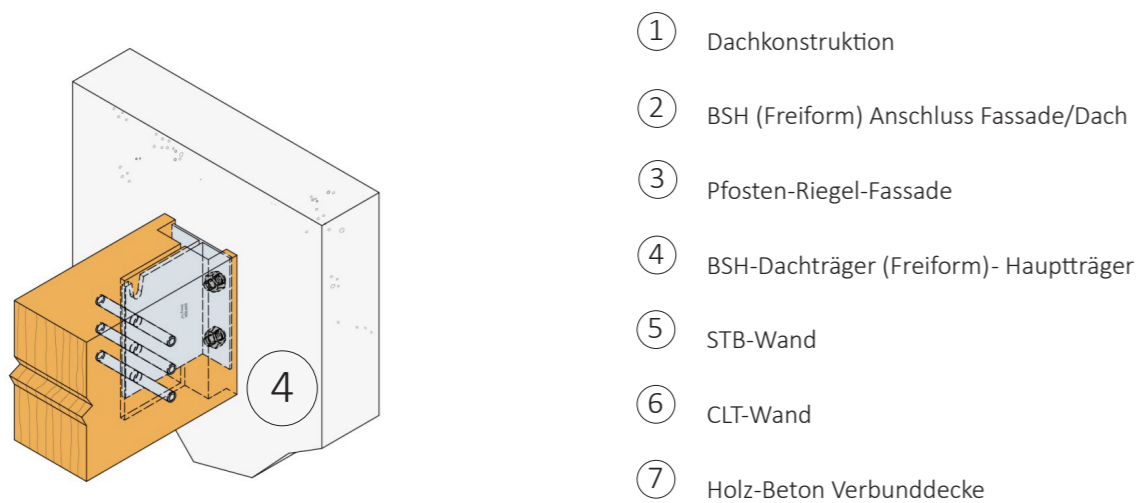 1 Dachkonstruktion
2 BSH (Freiform) Anschluss Fassade/Dach
3 Pfosten-Riegel-Fassade
4 BSH-Dachträger (Freiform)- Hauptträger
5 STB-Wand
6 CLT-Wand
7 Holz-Beton Verbunddecke
4